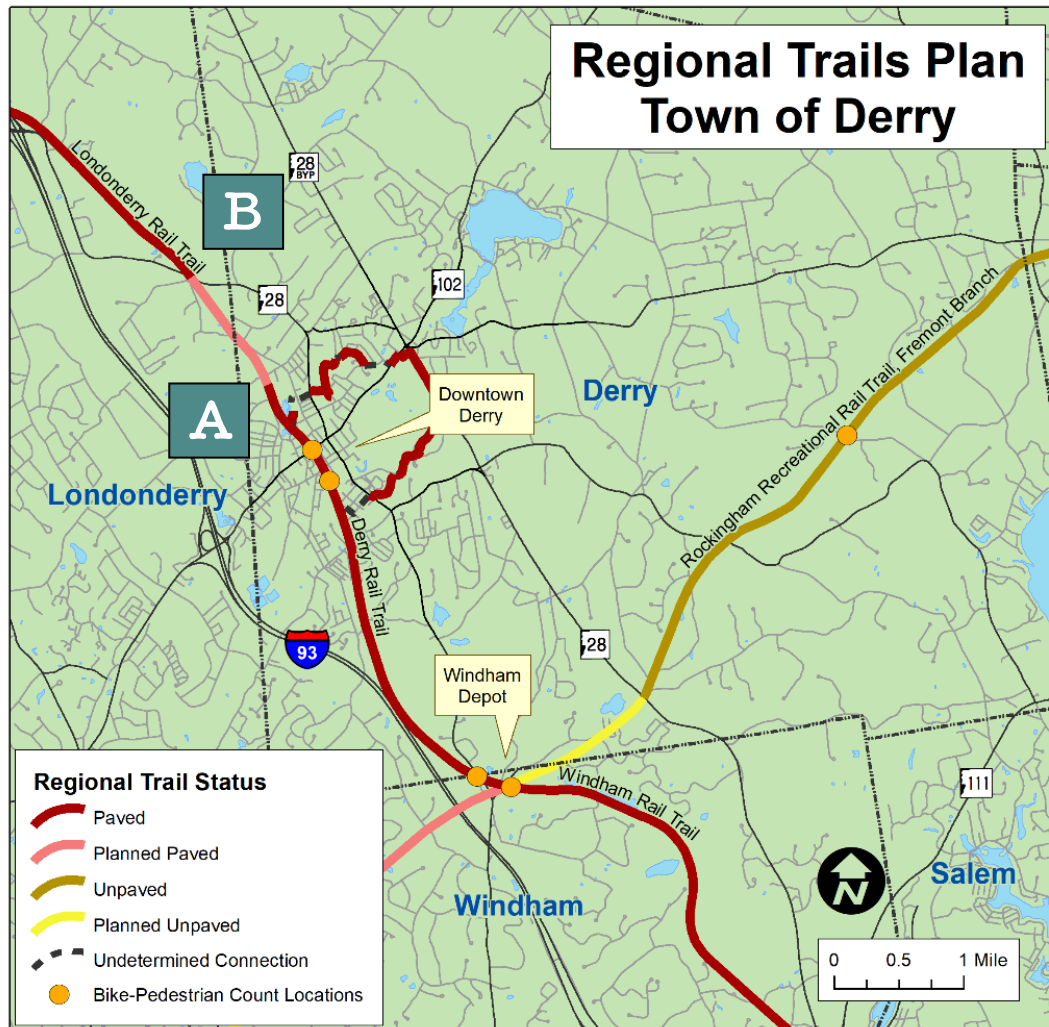 Regional Trails Plan
Town of Derry
Londonderry Rail Trail
B
28
BYP
102
28
A
Downtown
Derry
Derry
Londonderry
Rockingham Recreational Rail Trail, Fremont Branch
Derry Rail Trail
93
28
Windham
Depot
Windham Rail Trail
111
Windham
Salem
N
0 0.5 1 Mile
Regional Trail Status
Paved
Planned Paved
Unpaved
Planned Unpaved
Undetermined Connection
Bike-Pedestrian Count Locations